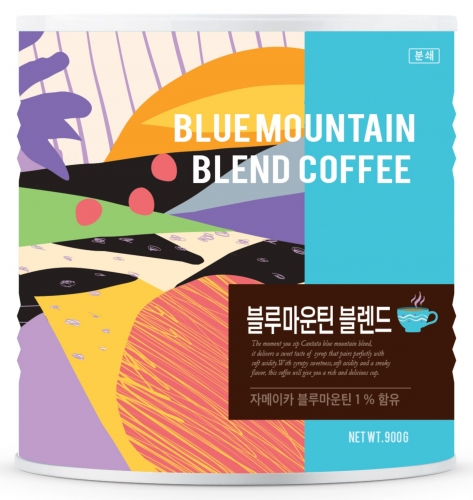 분쇄
BLUE MOUNTAIN
BLEND COFFEE
블루마운틴 블렌드
The moment you sip Cantata blue mountain blend,
it delivers a sweet taste of syrup that pairs perfectly with
soft acidity. With syrupy sweetness, soft acidity and a smoky
flavor, this coffee will give you a rich and delicious cup.
자메이카 블루마운틴 1% 함유
NET WT. 900G